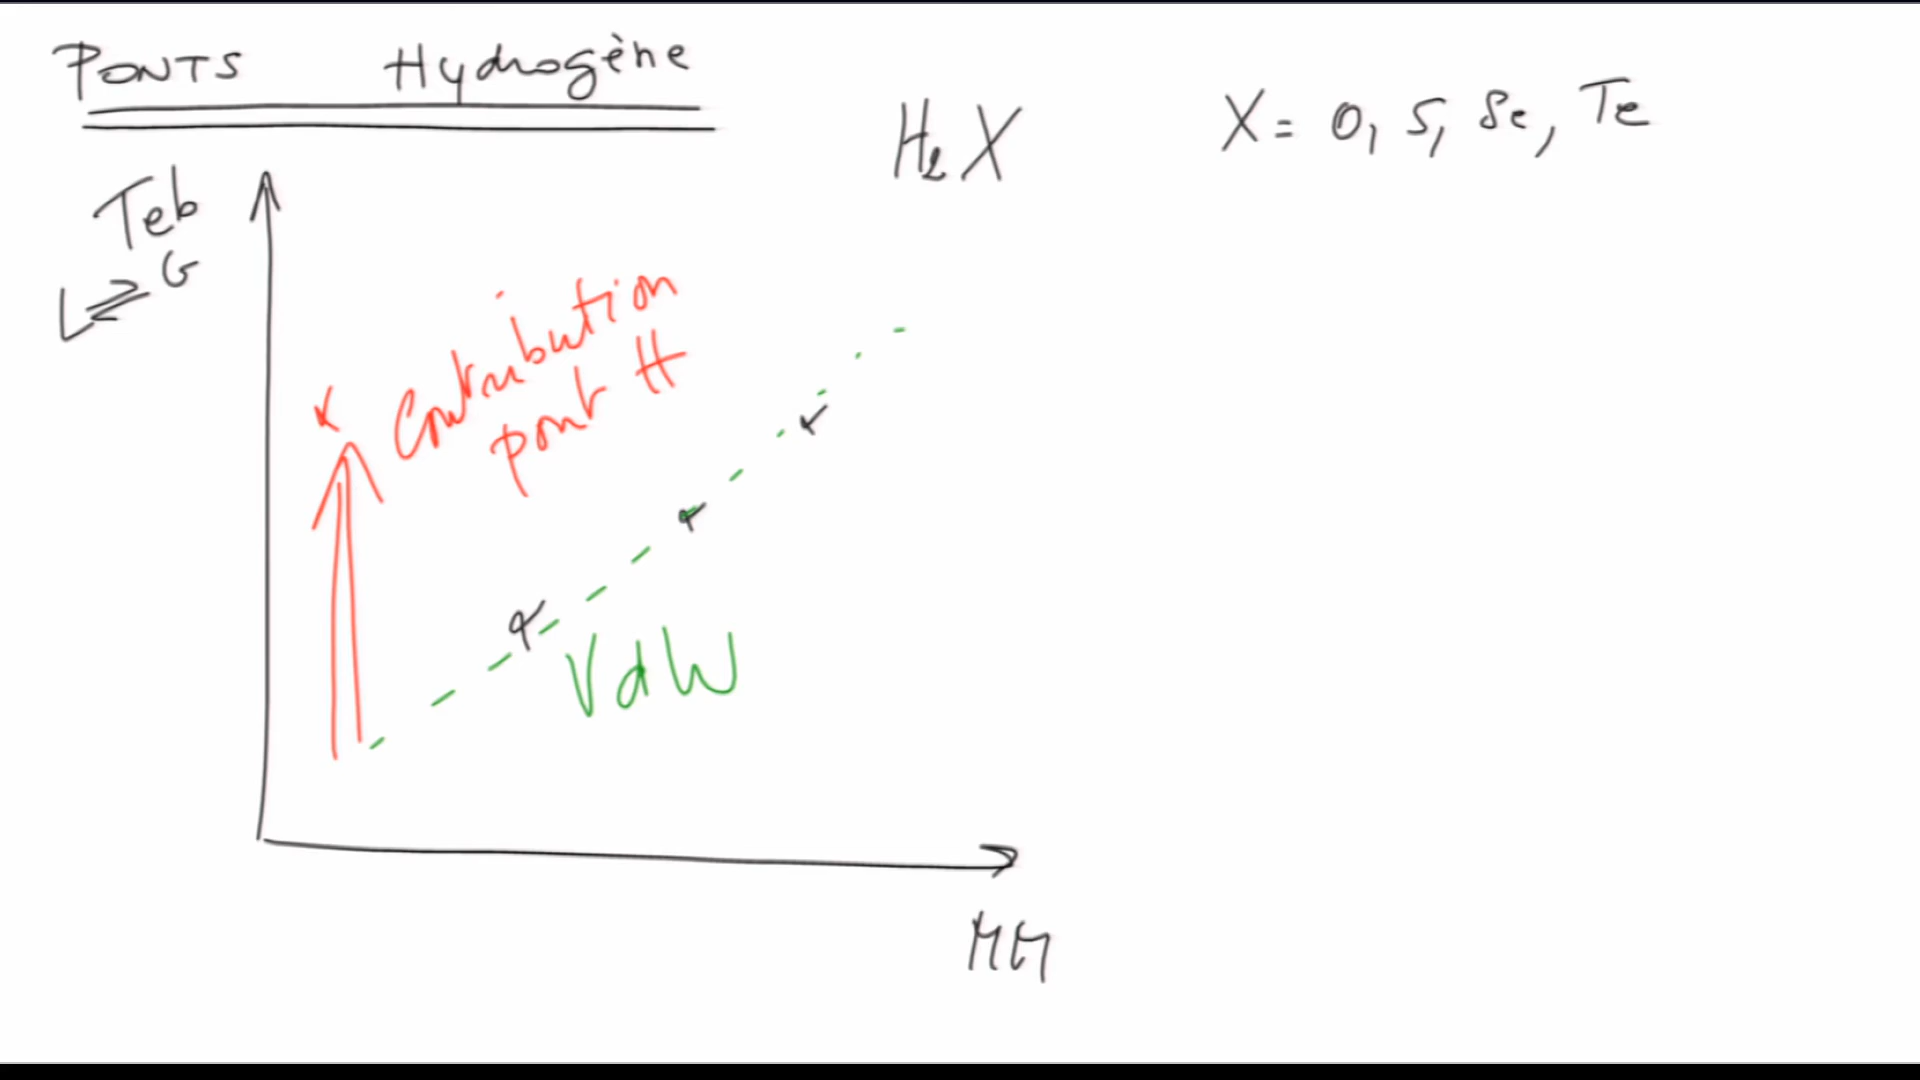 PONTS Hydrogène
H2X X = O, S, Se, Te
Teb
L ⇌ G
Contribution
pont H
VdW
MM